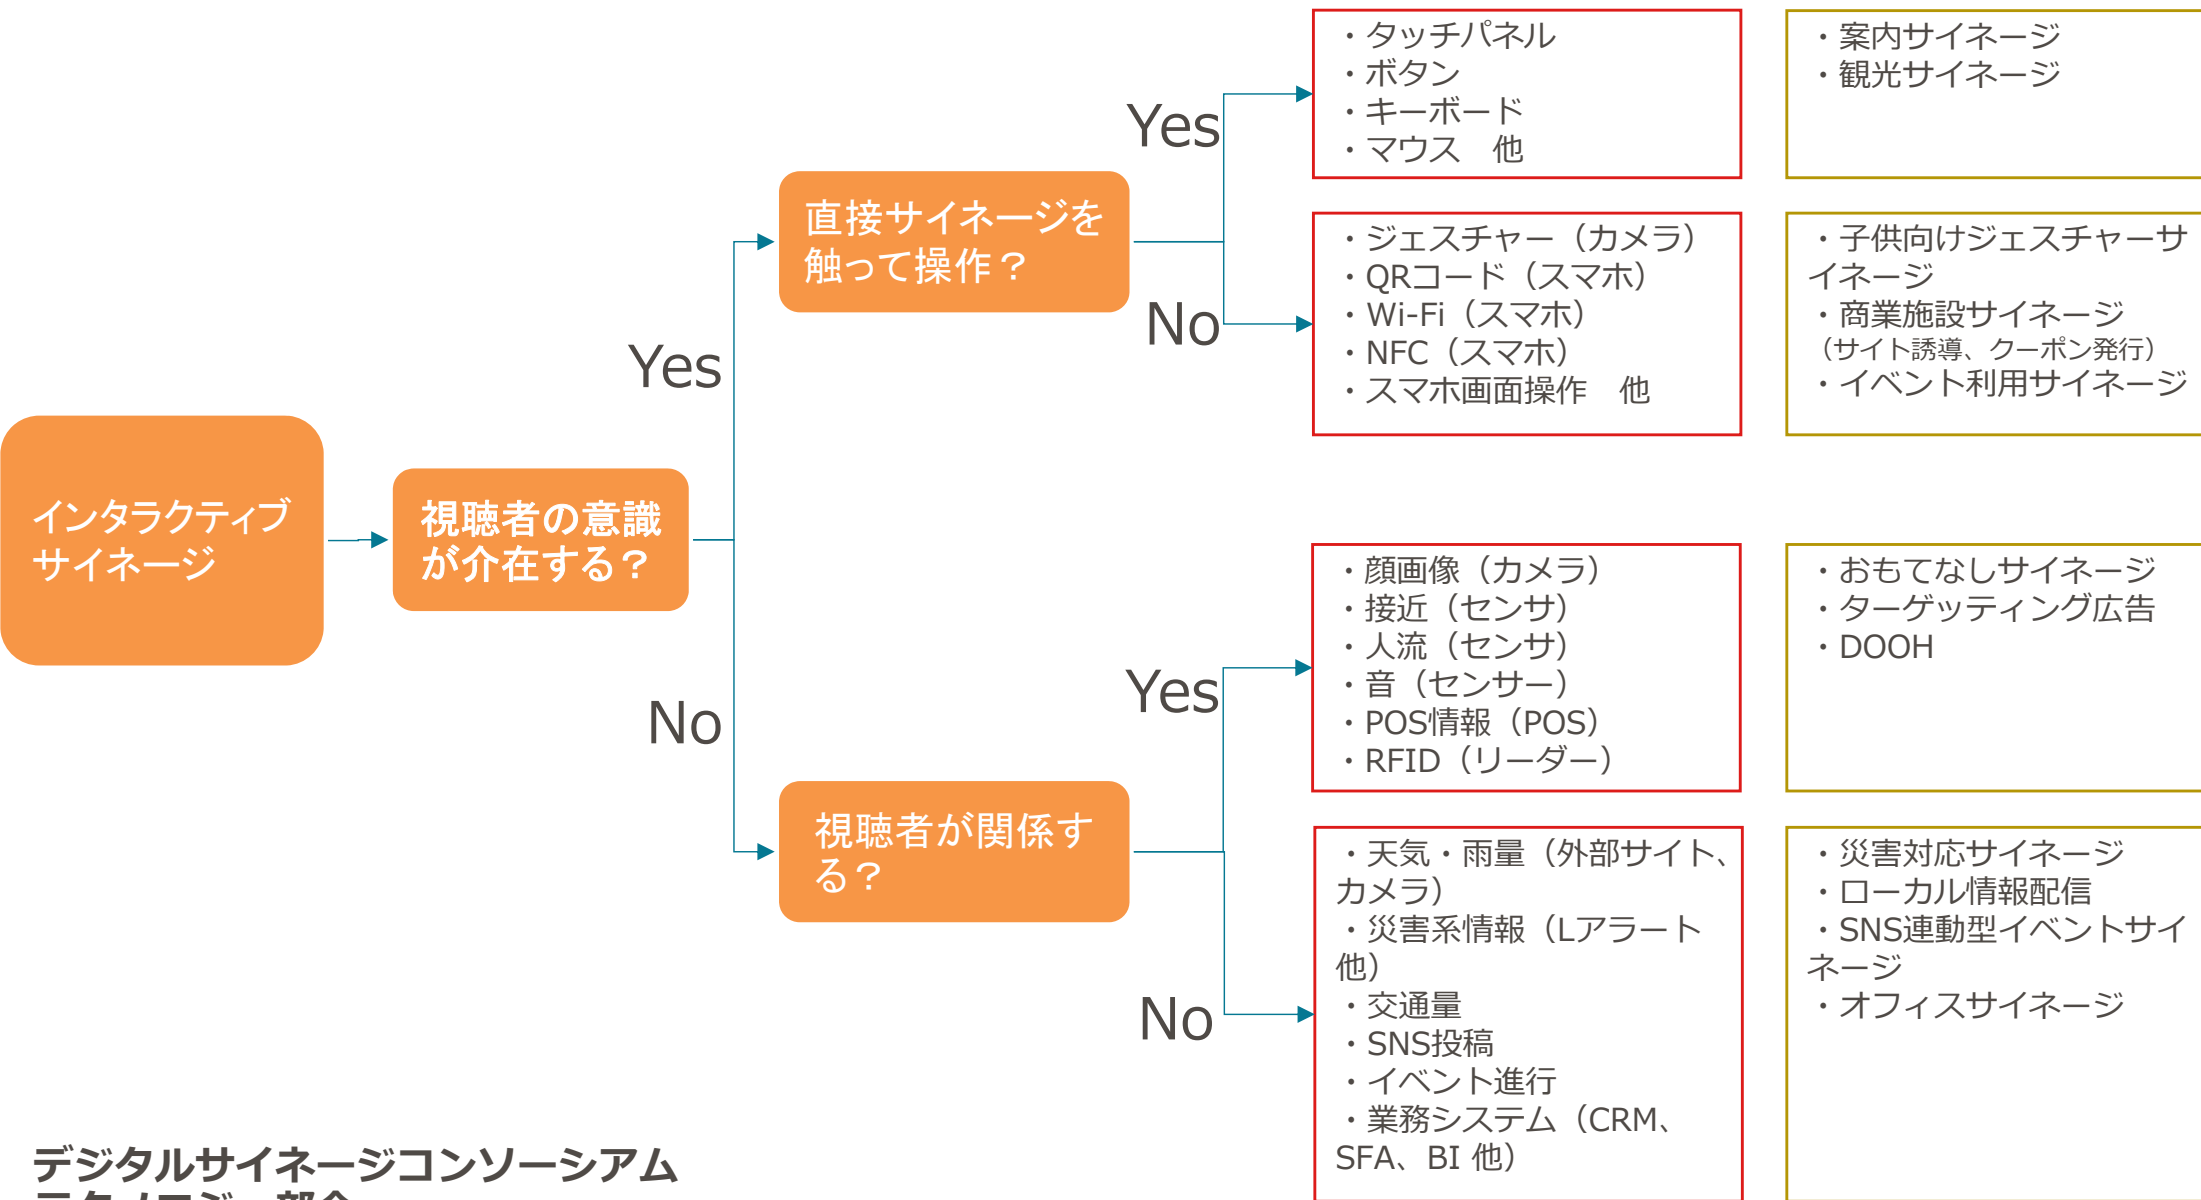 インタラクティブ
サイネージ
視聴者の意識
が介在する？
Yes
No
直接サイネージを
触って操作？
Yes
No
・タッチパネル
・ボタン
・キーボード
・マウス　他
・案内サイネージ
・観光サイネージ
・ジェスチャー（カメラ）
・QRコード（スマホ）
・Wi-Fi（スマホ）
・NFC（スマホ）
・スマホ画面操作　他
・子供向けジェスチャーサ
イネージ
・商業施設サイネージ
（サイト誘導、クーポン発行）
・イベント利用サイネージ
視聴者が関係す
る？
Yes
No
・顔画像（カメラ）
・接近（センサ）
・人流（センサ）
・音（センサー）
・POS情報（POS）
・RFID（リーダー）
・おもてなしサイネージ
・ターゲッティング広告
・DOOH
・天気・雨量（外部サイト、
カメラ）
・災害系情報（Lアラート
他）
・交通量
・SNS投稿
・イベント進行
・業務システム（CRM、
SFA、BI 他）
・災害対応サイネージ
・ローカル情報配信
・SNS連動型イベントサイ
ネージ
・オフィスサイネージ
デジタルサイネージコンソーシアム